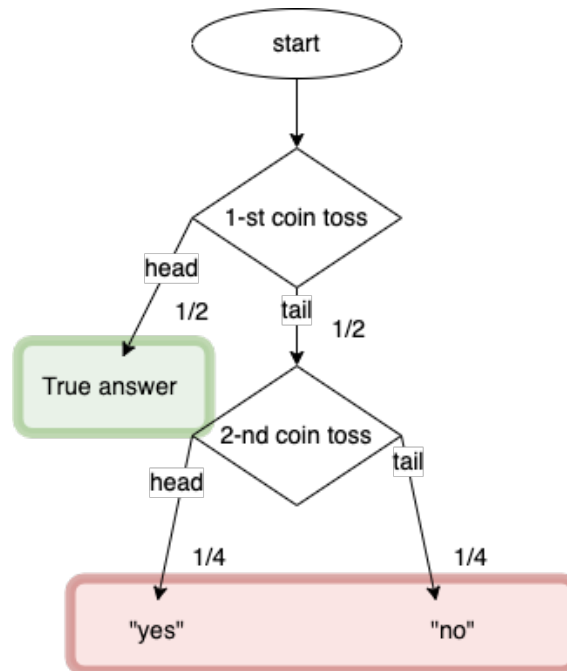 start
1-st coin toss
head
1/2
tail
1/2
True answer
2-nd coin toss
head
tail
1/4
1/4
"yes"
"no"